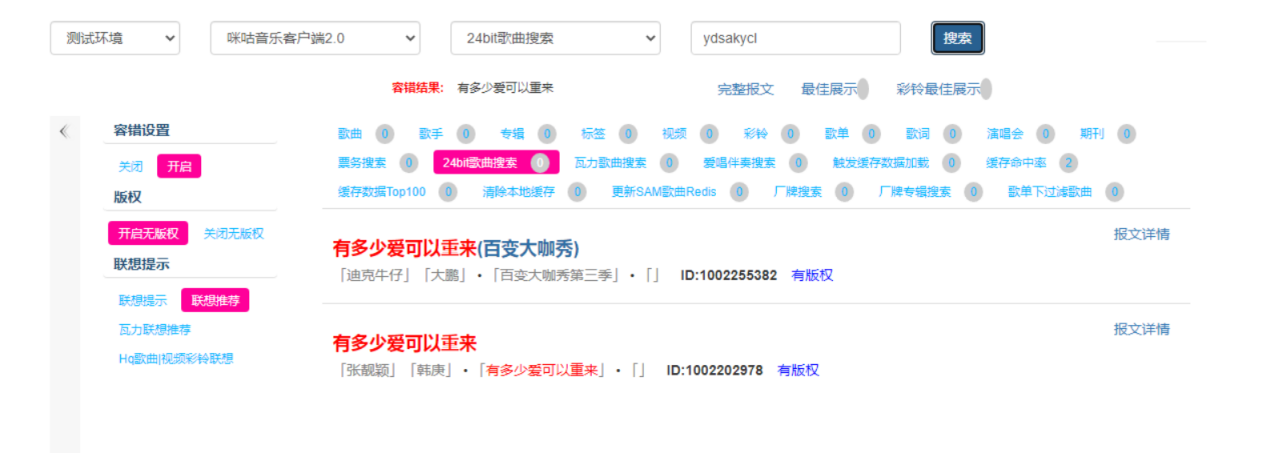 测试环境 咪咕音乐客户端2.0 24bit歌曲搜索 ydsakycl 搜索
容错结果: 有多少爱可以来 完整报文 最佳展示 彩铃最佳展示
容错设置
关闭 开启
版权
开启无版权 关闭无版权
联想提示
联想提示 联想推荐
瓦力联想推荐
Hq歌曲|视频彩铃联想
歌曲 0 歌手 0 专辑 0 标签 0 视频 0 彩铃 0 歌单 0 歌词 0 演唱会 0 期刊 0
票务搜索 0 24bit歌曲搜索 0 瓦力歌曲搜索 0 爱唱伴奏搜索 0 触发缓存数据加载 0 缓存命中率 2
缓存数据Top100 0 清除本地缓存 0 更新SAM歌曲Redis 0 厂牌搜索 0 厂牌专辑搜索 0 歌单下过滤歌曲 0
有多少爱可以重来(百变大咖秀) 报文详情
「迪克牛仔」「大鹏」•「百变大咖秀第三季」•「」 ID:1002255382 有版权
有多少爱可以重来 报文详情
「张靓颖」「韩庚」•「有多少爱可以重来」•「」 ID:1002202978 有版权